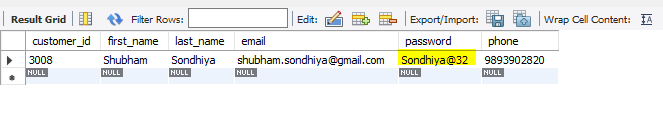 Result Grid Filter Rows: Edit: Export/Import: Wrap Cell Content:
customer_id first_name last_name email password phone
3008 Shubham Sondhiya shubham.sondhiya@gmail.com Sondhiya@32 9893902820
NULL NULL NULL NULL NULL NULL